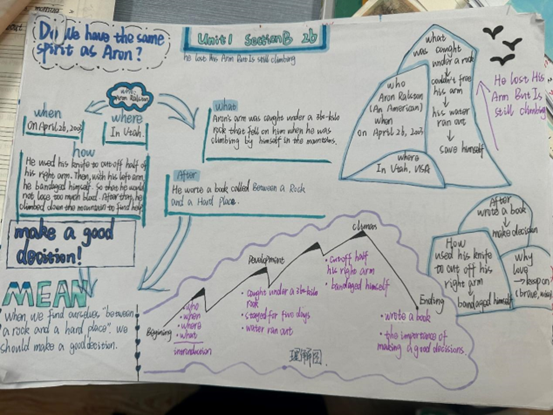 Do we have the same
spirit as Aron?
Unit 1 Section B 2b
He lost His Arm But Is still climbing
who
Aron Ralston
when
On April 26, 2003
where
In Utah.
what
Aron's arm was caught under a 360-kilo
rock that fell on him when he was
climbing by himself in the mountains.
how
He used his knife to cut off half of
his right arm. Then, with his left arm,
he bandaged himself. So that he would
not lose too much blood. After that, he
climbed down the mountain to find help
After
He wrote a book called Between a Rock
and a Hard Place.
make a good
decision!
MEAN
when we find ourselves "between
a rock and a hard place" we
should make a good decision.
Beginning
• who
• when
• where
• what
introduction
Development
• caught under a 360-kilo
rock
• stayed for two days
• water ran out
Climax
• cut off half
his right arm
• bandaged himself
Ending
• wrote a book
• the importance of
making a good decisions
what
was caught
under a rock
↓
couldn't free
his arm
↓
his water
ran out
↓
save himself
who
Aron Ralston
(An American)
when
on April 26, 2003
where
In Utah, USA
He lost His
Arm But Is
still climbing
After
wrote a book
↓
make decision
How
used his knife
to cut off his
right arm
bandaged himself
why
love
keep on
brave